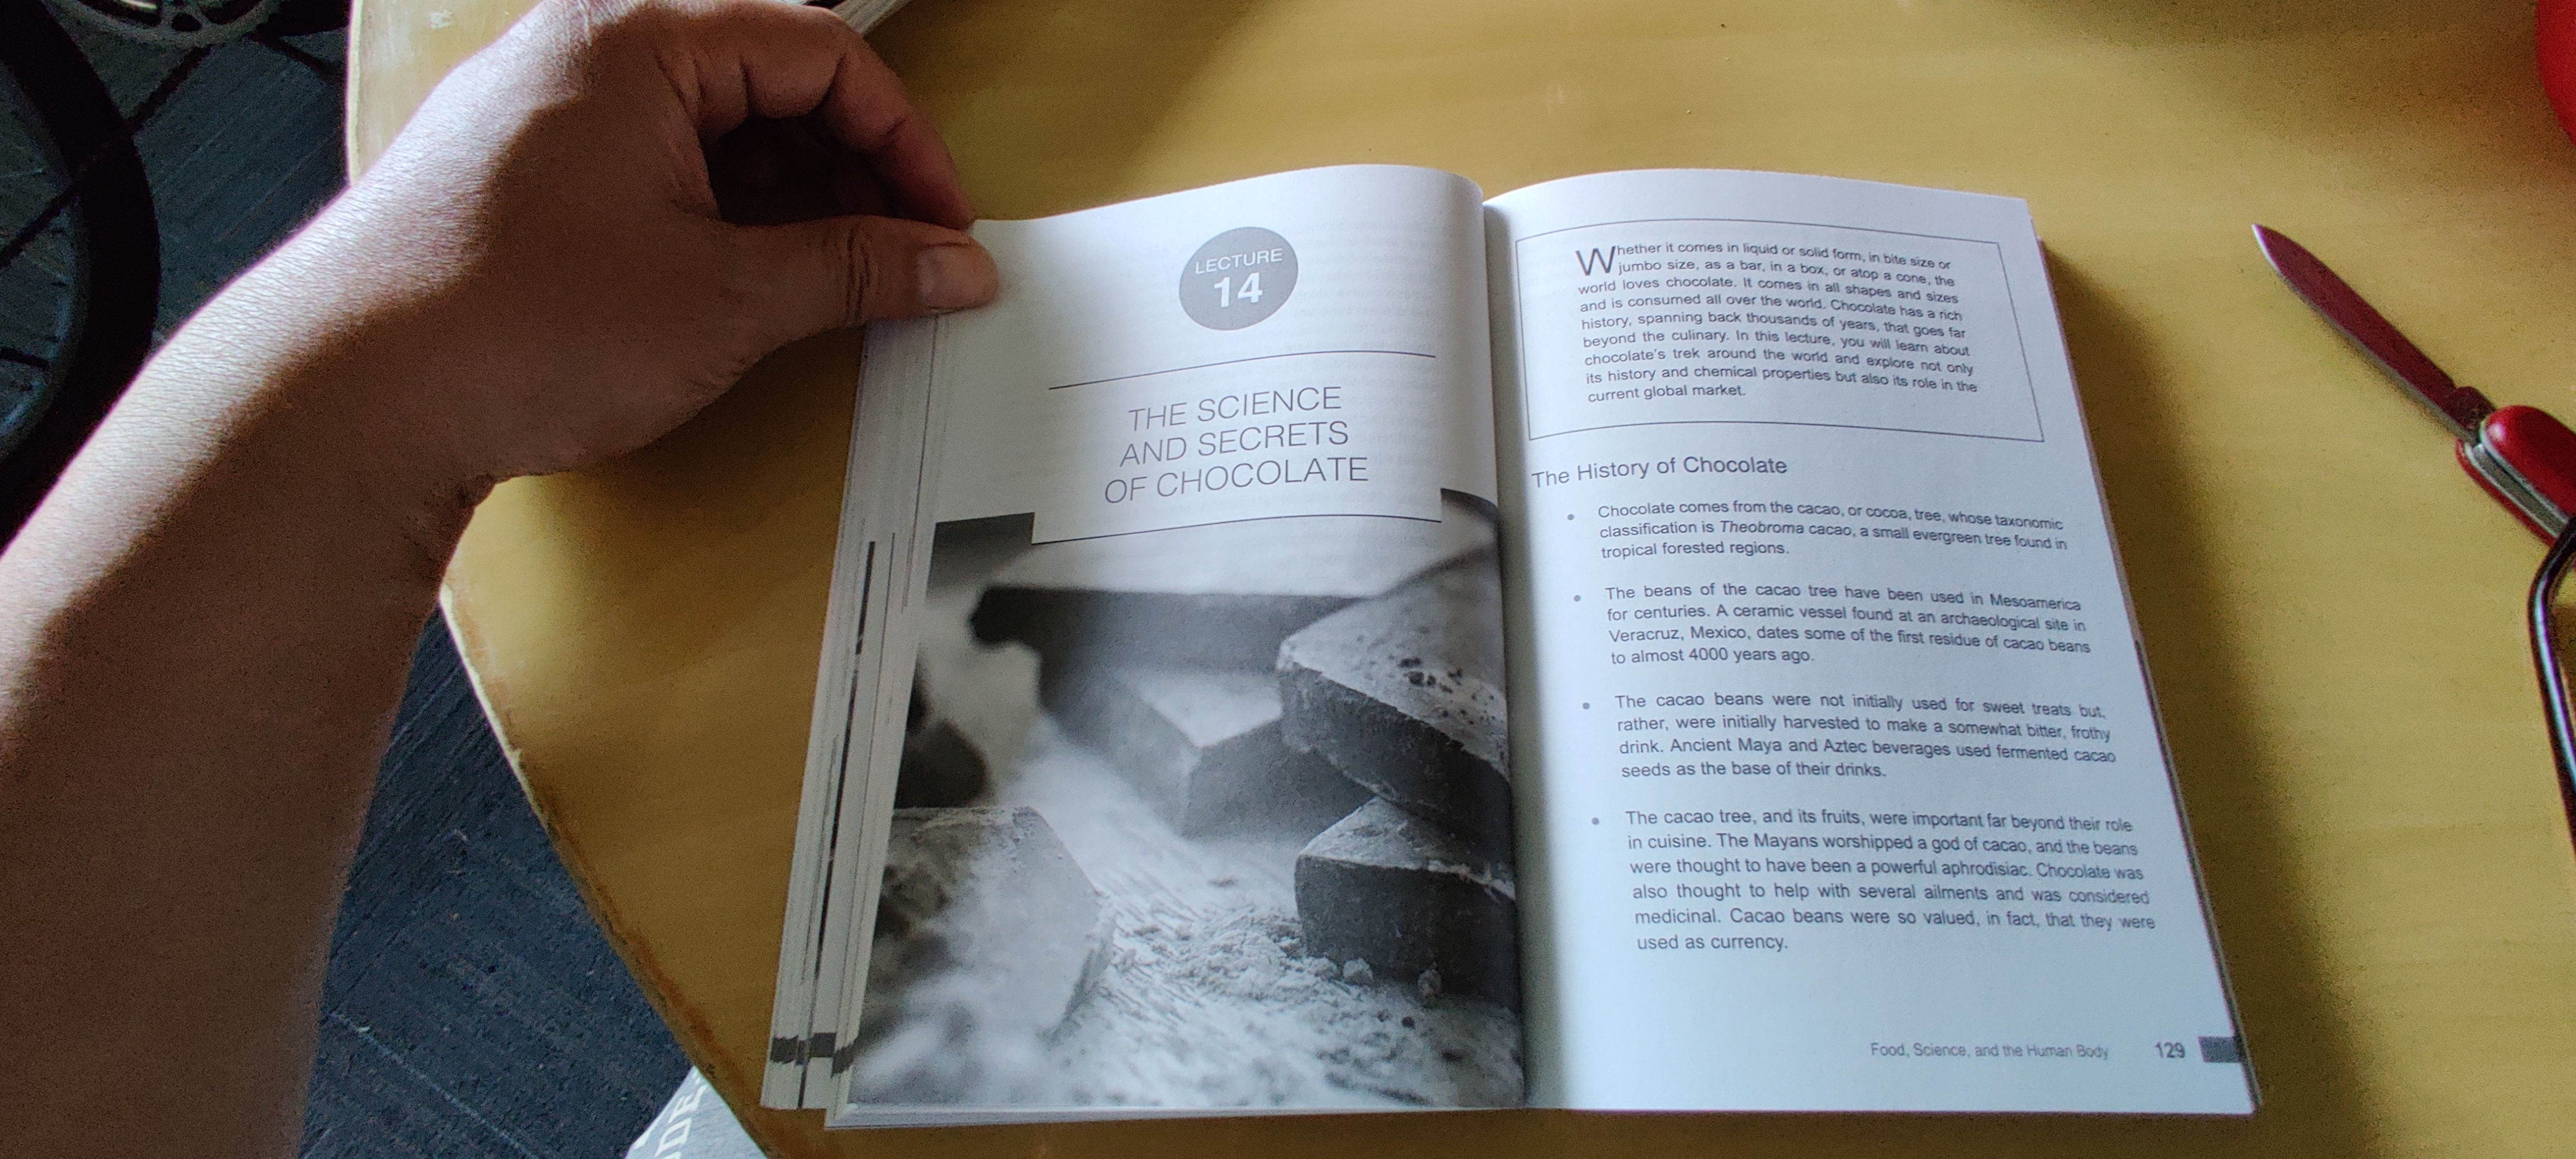 LECTURE
14
THE SCIENCE
AND SECRETS
OF CHOCOLATE
Whether it comes in liquid or solid form, in bite size or
jumbo size, as a bar, in a box, or atop a cone, the
world loves chocolate. It comes in all shapes and sizes
and is consumed all over the world. Chocolate has a rich
history, spanning back thousands of years, that goes far
beyond the culinary. In this lecture, you will learn about
chocolate's trek around the world and explore not only
its history and chemical properties but also its role in the
current global market.
The History of Chocolate
• Chocolate comes from the cacao, or cocoa, tree, whose taxonomic
classification is Theobroma cacao, a small evergreen tree found in
tropical forested regions.
• The beans of the cacao tree have been used in Mesoamerica
for centuries. A ceramic vessel found at an archaeological site in
Veracruz, Mexico, dates some of the first residue of cacao beans
to almost 4000 years ago.
• The cacao beans were not initially used for sweet treats but,
rather, were initially harvested to make a somewhat bitter, frothy
drink. Ancient Maya and Aztec beverages used fermented cacao
seeds as the base of their drinks.
• The cacao tree, and its fruits, were important far beyond their role
in cuisine. The Mayans worshipped a god of cacao, and the beans
were thought to have been a powerful aphrodisiac. Chocolate was
also thought to help with several ailments and was considered
medicinal. Cacao beans were so valued, in fact, that they were
used as currency.
Food, Science, and the Human Body 129